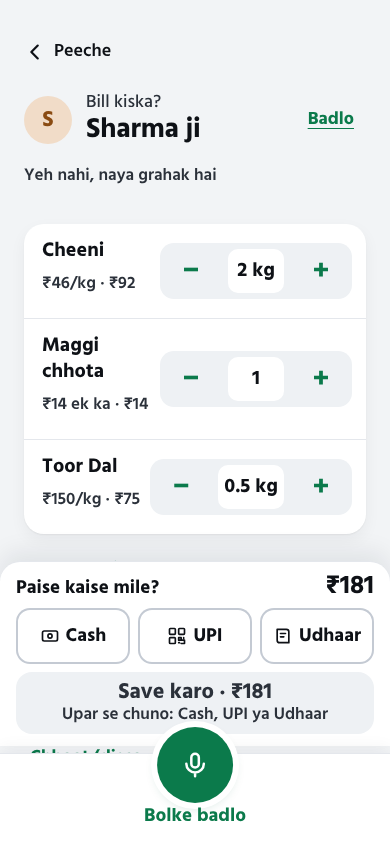 Peeche
S
Bill kiska?
Sharma ji
Badlo
Yeh nahi, naya grahak hai
Cheeni
₹46/kg · ₹92
− 2 kg +
Maggi
chhota
₹14 ek ka · ₹14
− 1 +
Toor Dal
₹150/kg · ₹75
− 0.5 kg +
Paise kaise mile?
₹181
Cash
UPI
Udhaar
Save karo · ₹181
Upar se chuno: Cash, UPI ya Udhaar
Bolke badlo